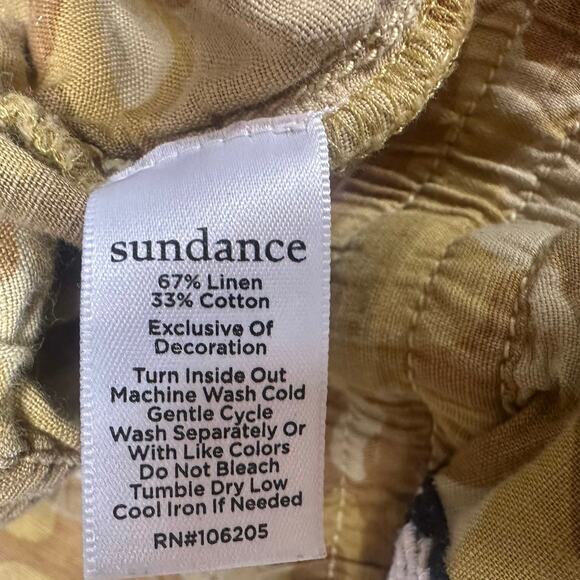 sundance
67% Linen
33% Cotton
Exclusive Of
Decoration
Turn Inside Out
Machine Wash Cold
Gentle Cycle
Wash Separately Or
With Like Colors
Do Not Bleach
Tumble Dry Low
Cool Iron If Needed
RN#106205